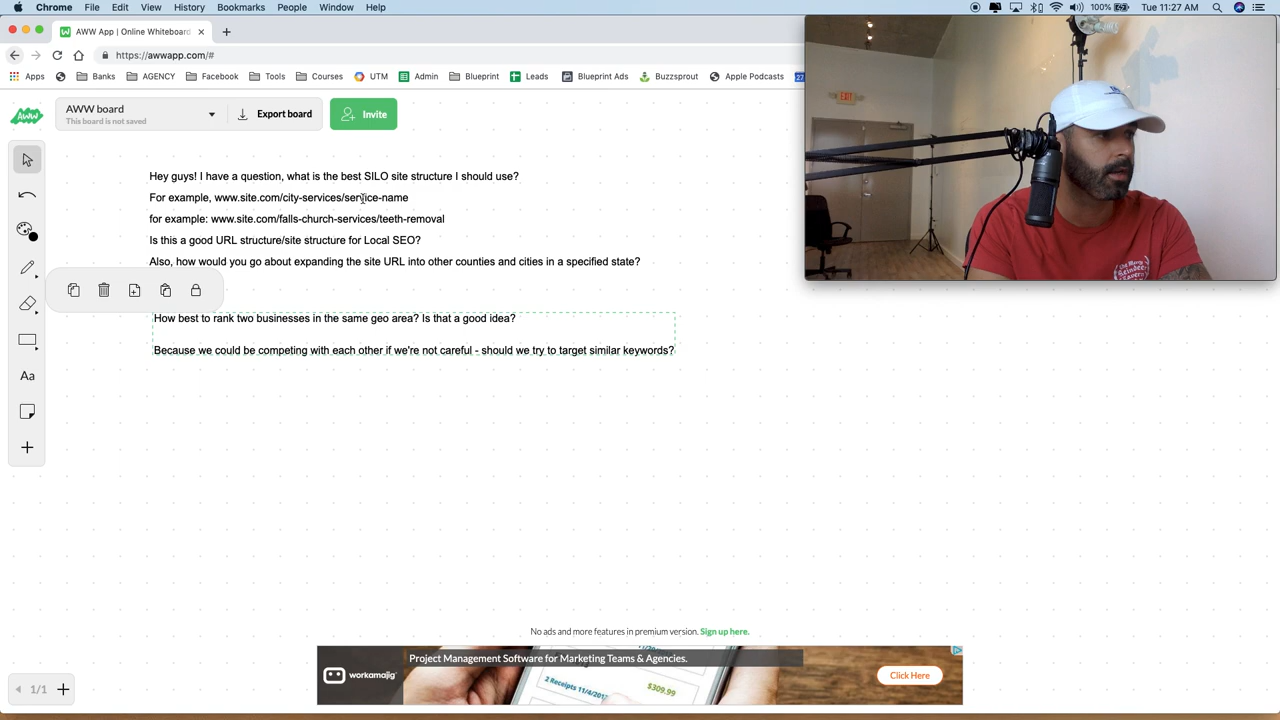 Chrome File Edit View History Bookmarks People Window Help 100% Tue 11:27 AM
AWW App | Online Whiteboard
https://awwapp.com/#
Apps Banks AGENCY Facebook Tools Courses UTM Admin Blueprint Leads Blueprint Ads Buzzsprout Apple Podcasts 27
AWW
AWW board
This board is not saved
Export board
Invite
EXIT
Hey guys! I have a question, what is the best SILO site structure I should use?
For example, www.site.com/city-services/service-name
for example: www.site.com/falls-church-services/teeth-removal
Is this a good URL structure/site structure for Local SEO?
Also, how would you go about expanding the site URL into other counties and cities in a specified state?
How best to rank two businesses in the same geo area? Is that a good idea?
Because we could be competing with each other if we're not careful - should we try to target similar keywords?
Aa
No ads and more features in premium version. Sign up here.
Project Management Software for Marketing Teams & Agencies.
workamajig
2 Receipts
$309.99
Click Here
1/1